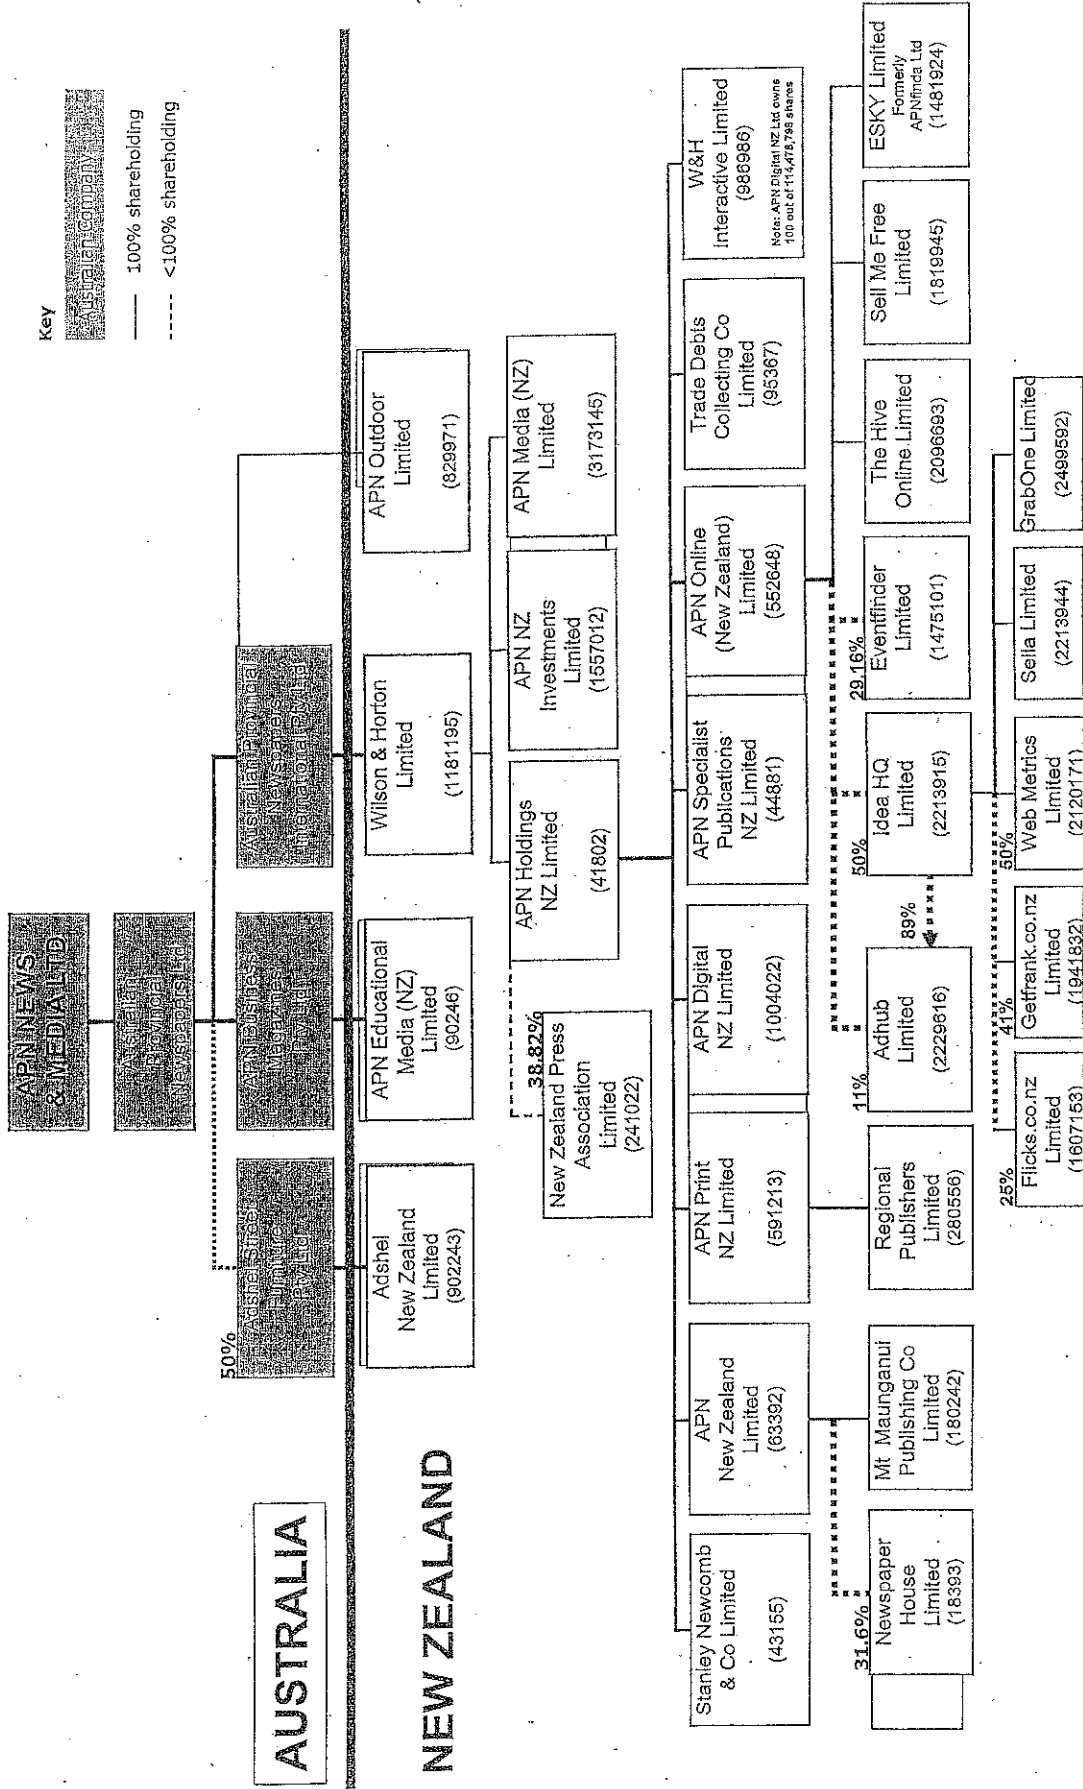 Key
Australian Company
100% shareholding
<100% shareholding
APN NEWS
& MEDIA LTD
Australian
Provincial
Newspapers Ltd
50%
Adshel Street
Furniture
Pty Ltd
APN Business
Magazines
Pty Ltd
Australian Provincial
Newspapers
International Pty Ltd
AUSTRALIA
NEW ZEALAND
Adshel
New Zealand
Limited
(902243)
APN Educational
Media (NZ)
Limited
(90246)
Wilson & Horton
Limited
(1181195)
APN Outdoor
Limited
(829971)
38.82%
New Zealand Press
Association
Limited
(241022)
APN Holdings
NZ Limited
(41802)
APN NZ
Investments
Limited
(1557012)
APN Media (NZ)
Limited
(3173145)
Stanley Newcomb
& Co Limited
(43155)
APN
New Zealand
Limited
(63392)
APN Print
NZ Limited
(591213)
APN Digital
NZ Limited
(1004022)
APN Specialist
Publications
NZ Limited
(44881)
APN Online
(New Zealand)
Limited
(552648)
Trade Debts
Collecting Co
Limited
(95367)
W&H
Interactive Limited
(986986)
Note: APN Digital NZ Ltd owns
100 out of 114,478,798 shares
31.6%
Newspaper
House
Limited
(18393)
Mt Maunganui
Publishing Co
Limited
(180242)
Regional
Publishers
Limited
(280556)
11%
Adhub
Limited
(2229616)
89%
50%
Idea HQ
Limited
(2213915)
29.16%
Eventfinder
Limited
(1475101)
The Hive
Online Limited
(2096693)
Sell Me Free
Limited
(1819945)
ESKY Limited
Formerly
APNfinda Ltd
(1481924)
25%
Flicks.co.nz
Limited
(1607153)
41%
Getfrank.co.nz
Limited
(1941832)
50%
Web Metrics
Limited
(2120171)
Sella Limited
(2213944)
GrabOne Limited
(2499592)